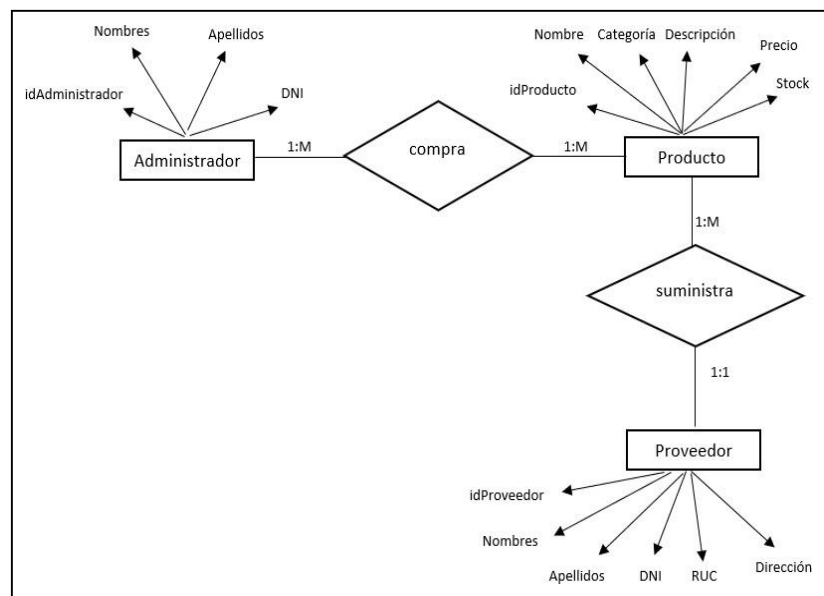 Nombres
Apellidos
idAdministrador
DNI
Administrador
1:M
compra
1:M
Nombre
Categoría
Descripción
Precio
idProducto
Stock
Producto
1:M
suministra
1:1
Proveedor
idProveedor
Nombres
Apellidos
DNI
RUC
Dirección